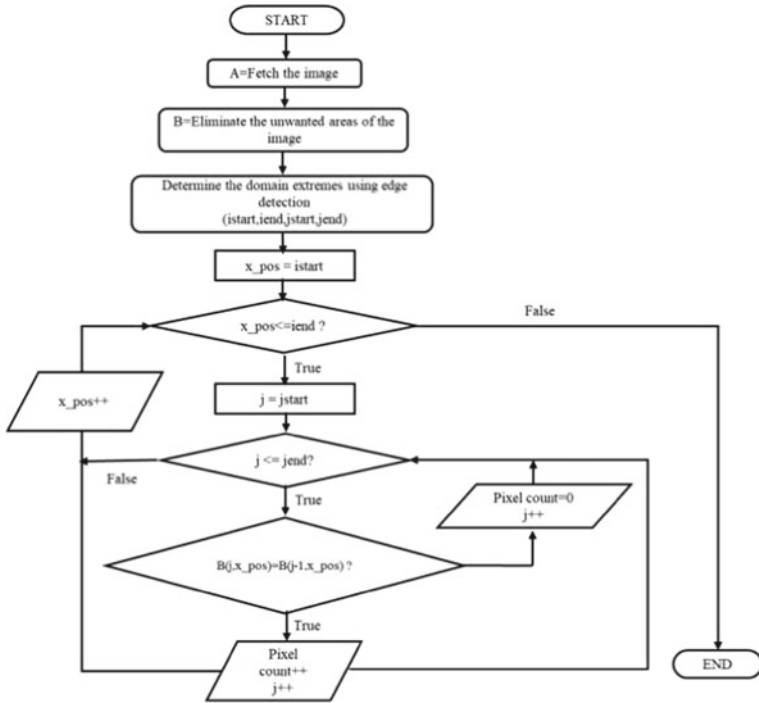 START
A=Fetch the image
B=Eliminate the unwanted areas of the
image
Determine the domain extremes using edge
detection
(istart,iend,jstart,jend)
x_pos = istart
x_pos<=iend ?
False
True
x_pos++
j = jstart
j <= jend?
False
True
Pixel count=0
j++
B(j,x_pos)=B(j-1,x_pos) ?
True
Pixel
count++
j++
END